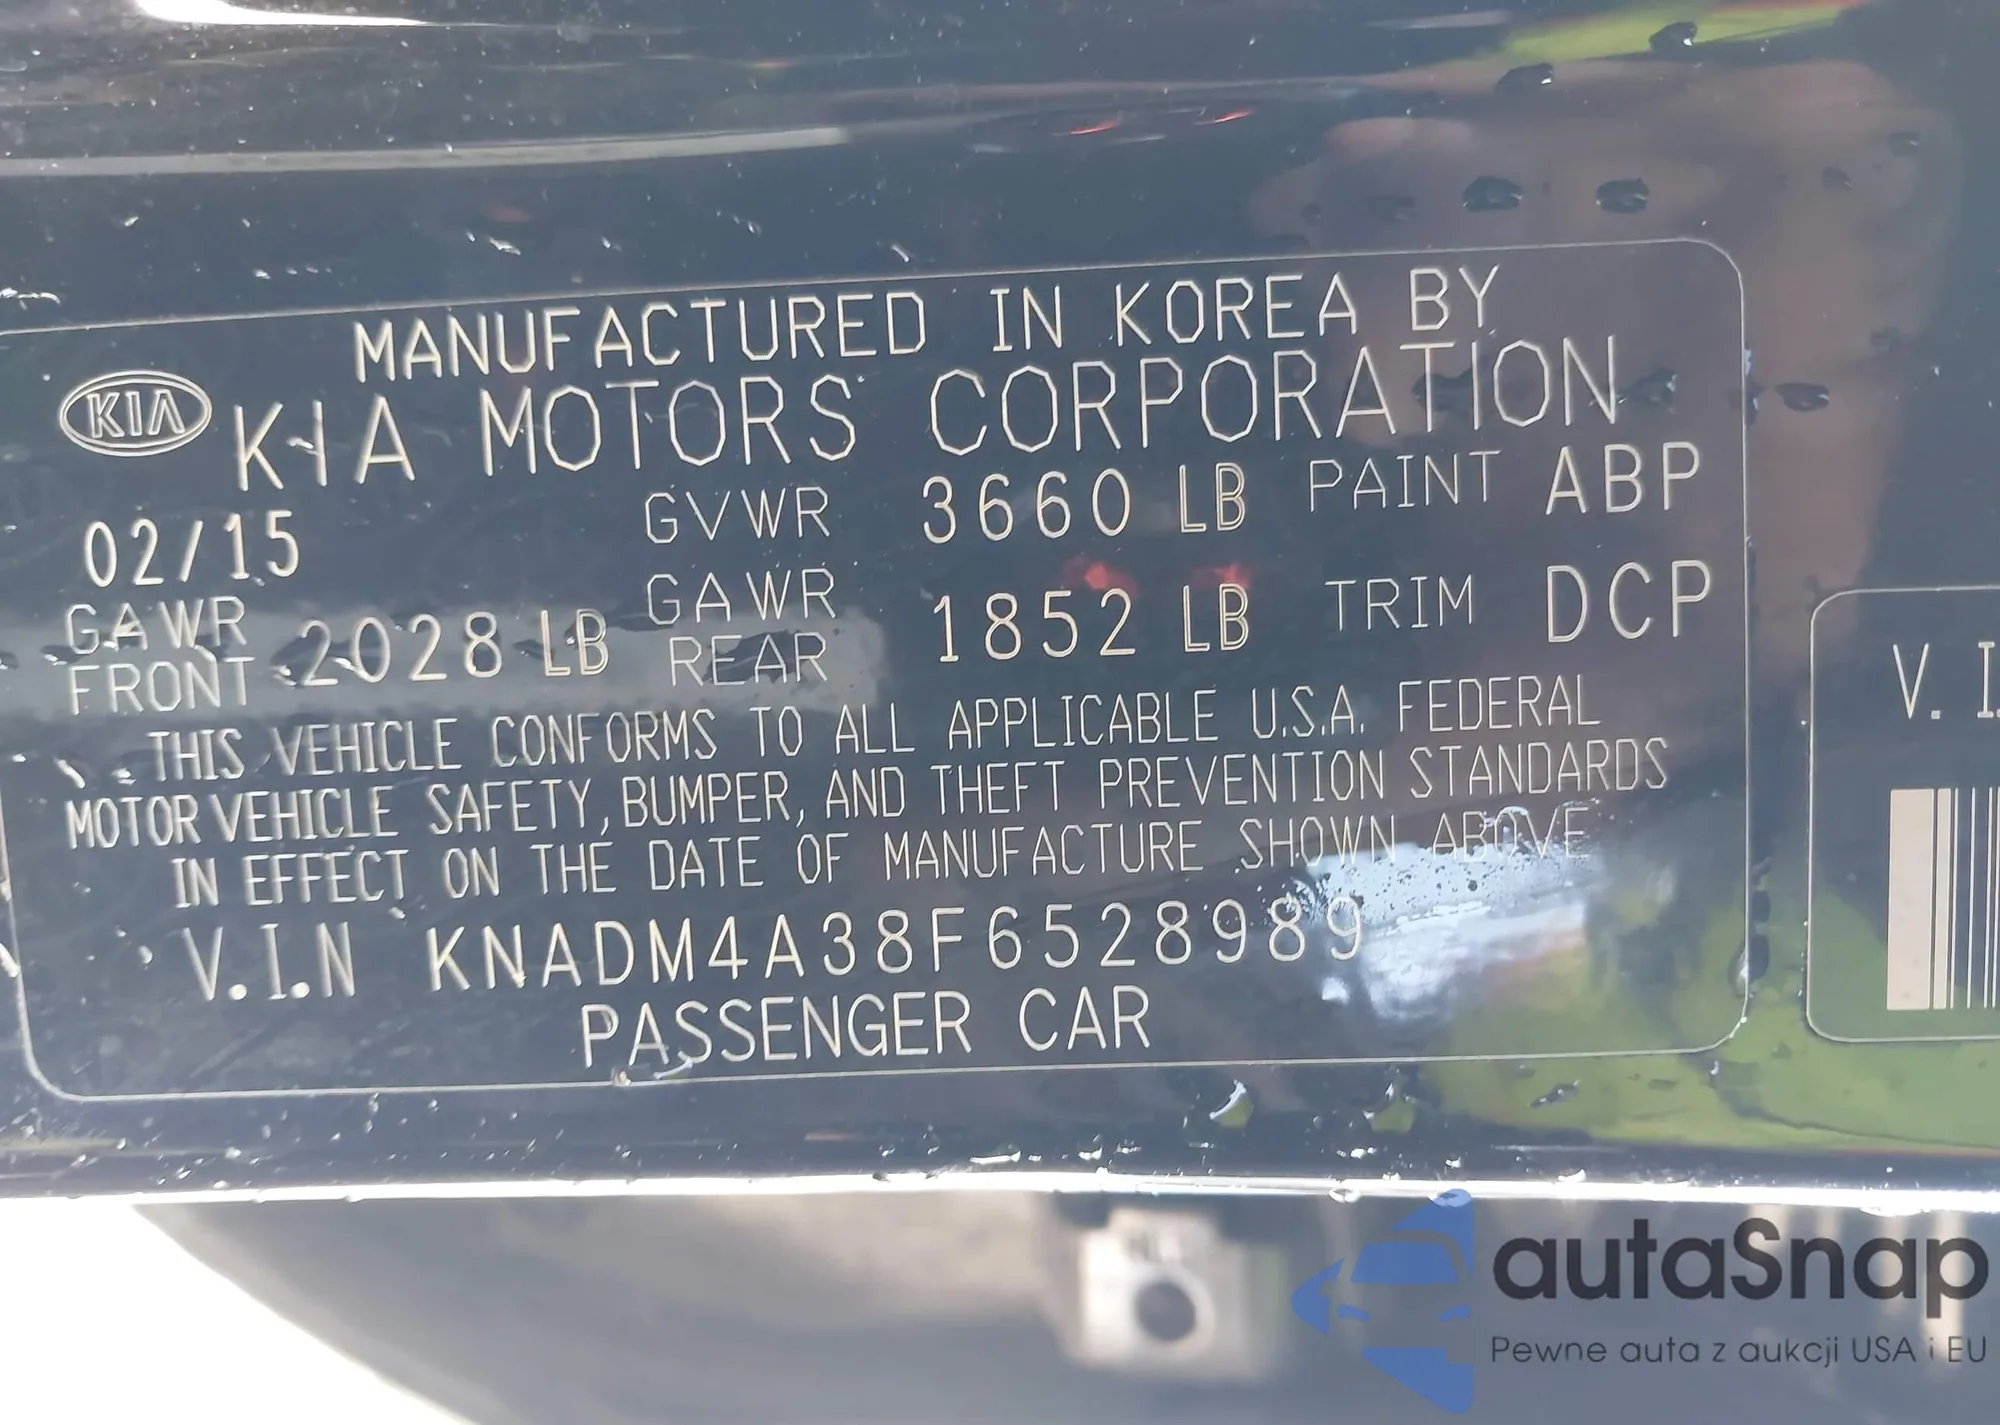 MANUFACTURED IN KOREA BY
KIA KIA MOTORS CORPORATION
02/15 GVWR 3660 LB PAINT ABP
GAWR FRONT 2028 LB GAWR REAR 1852 LB TRIM DCP
THIS VEHICLE CONFORMS TO ALL APPLICABLE U.S.A. FEDERAL
MOTOR VEHICLE SAFETY, BUMPER, AND THEFT PREVENTION STANDARDS
IN EFFECT ON THE DATE OF MANUFACTURE SHOWN ABOVE
V.I.N KNADM4A38F6528989
PASSENGER CAR
V. I.
autaSnap
Pewne auta z aukcji USA i EU